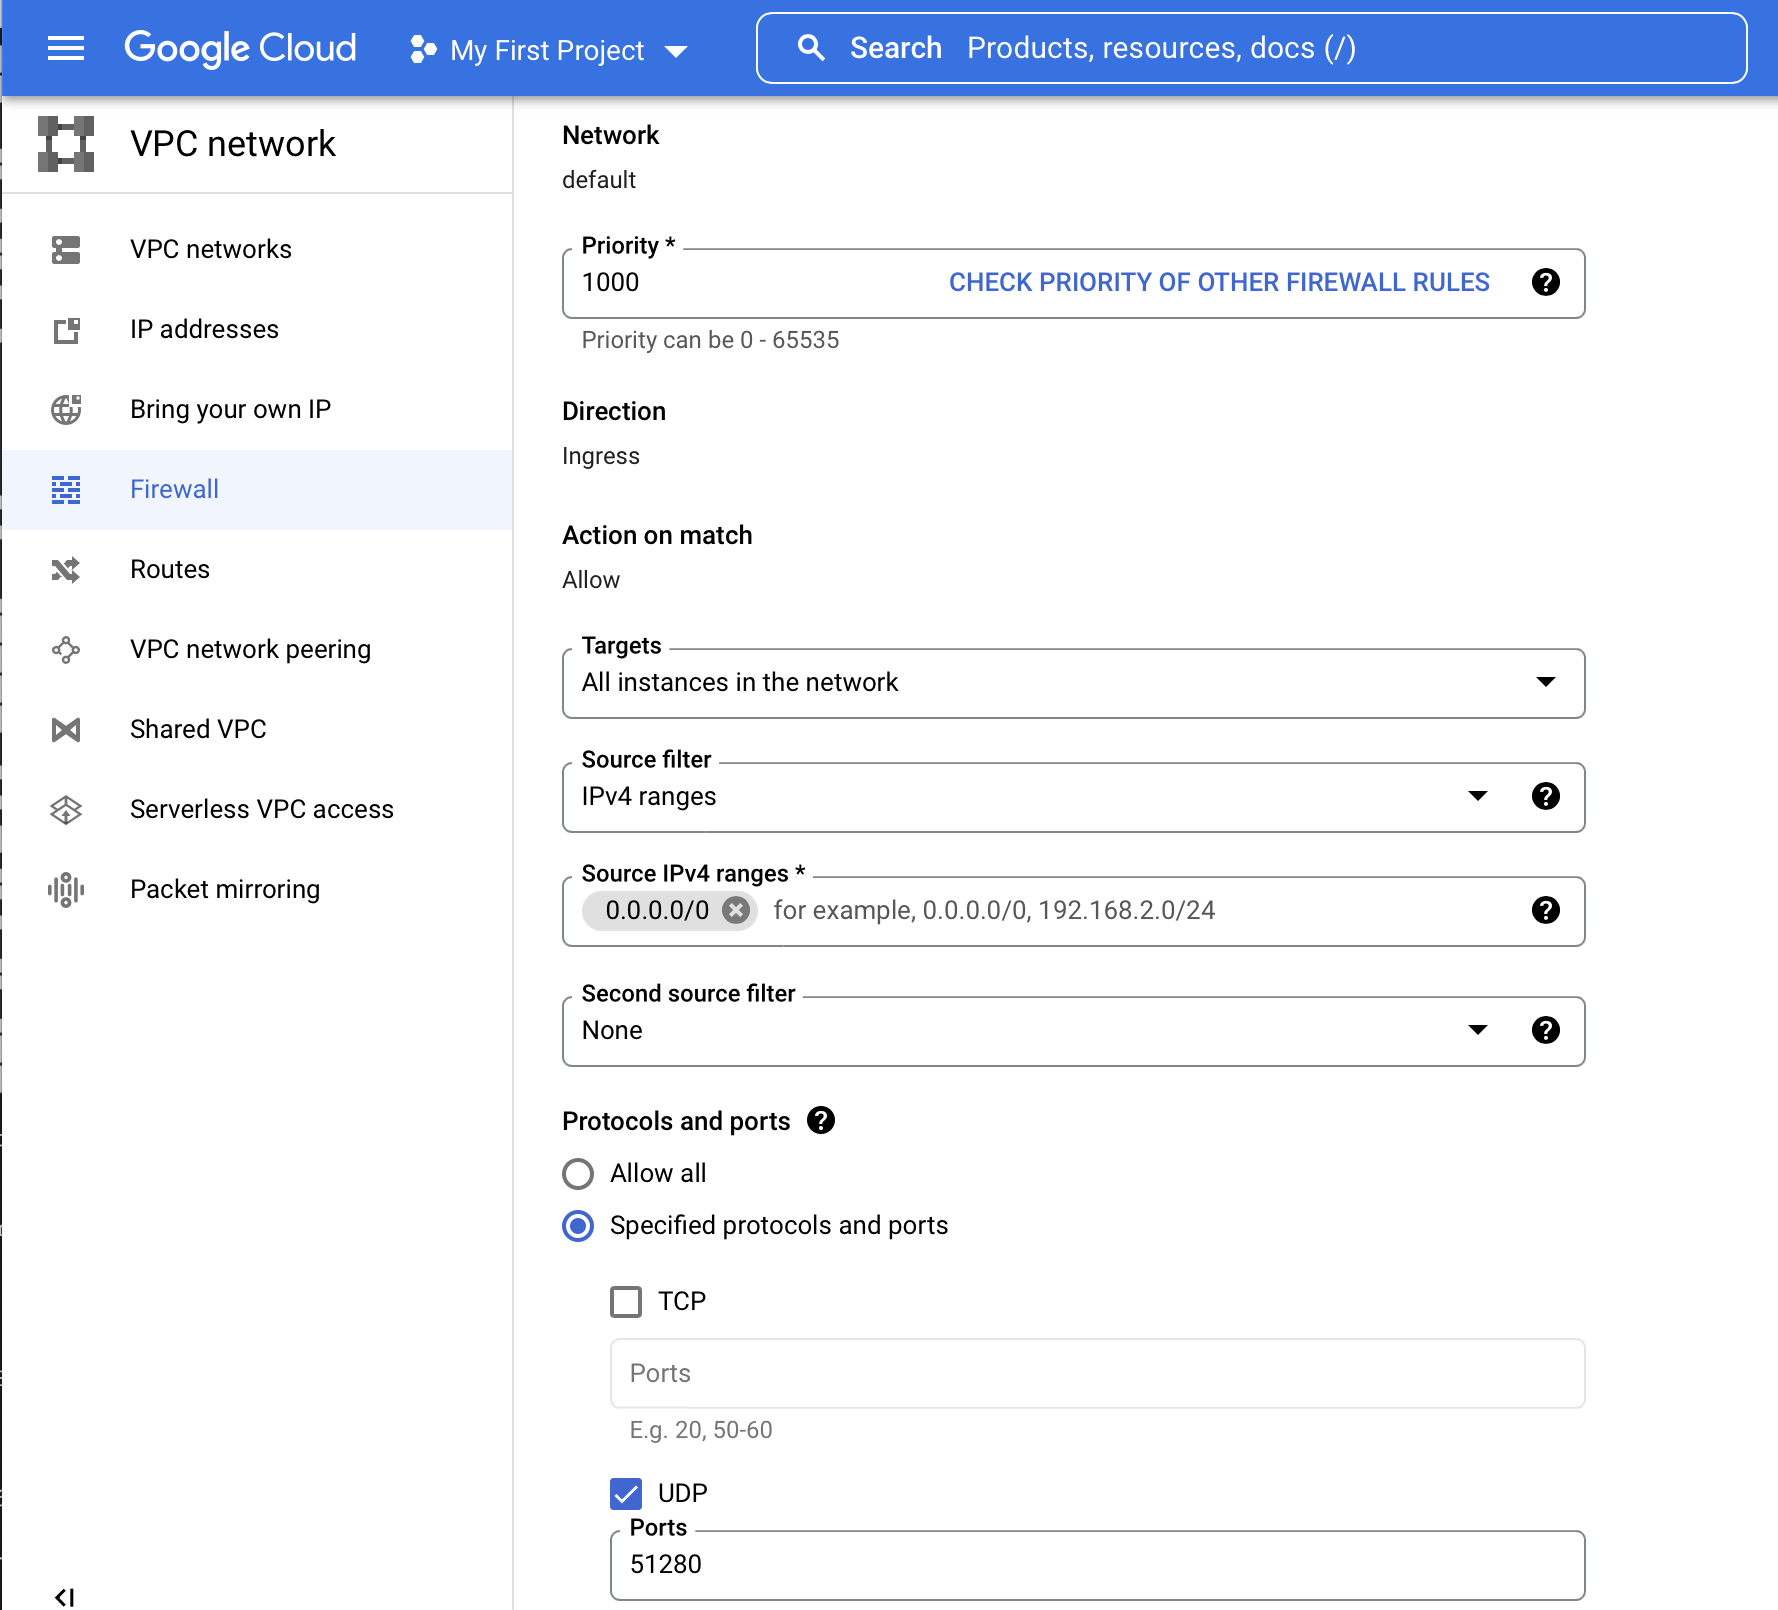 Google Cloud
My First Project
Search Products, resources, docs (/)
VPC network
VPC networks
IP addresses
Bring your own IP
Firewall
Routes
VPC network peering
Shared VPC
Serverless VPC access
Packet mirroring
Network
default
Priority *
1000
CHECK PRIORITY OF OTHER FIREWALL RULES
Priority can be 0 - 65535
Direction
Ingress
Action on match
Allow
Targets
All instances in the network
Source filter
IPv4 ranges
Source IPv4 ranges *
0.0.0.0/0 for example, 0.0.0.0/0, 192.168.2.0/24
Second source filter
None
Protocols and ports
Allow all
Specified protocols and ports
TCP
Ports
E.g. 20, 50-60
UDP
Ports
51280